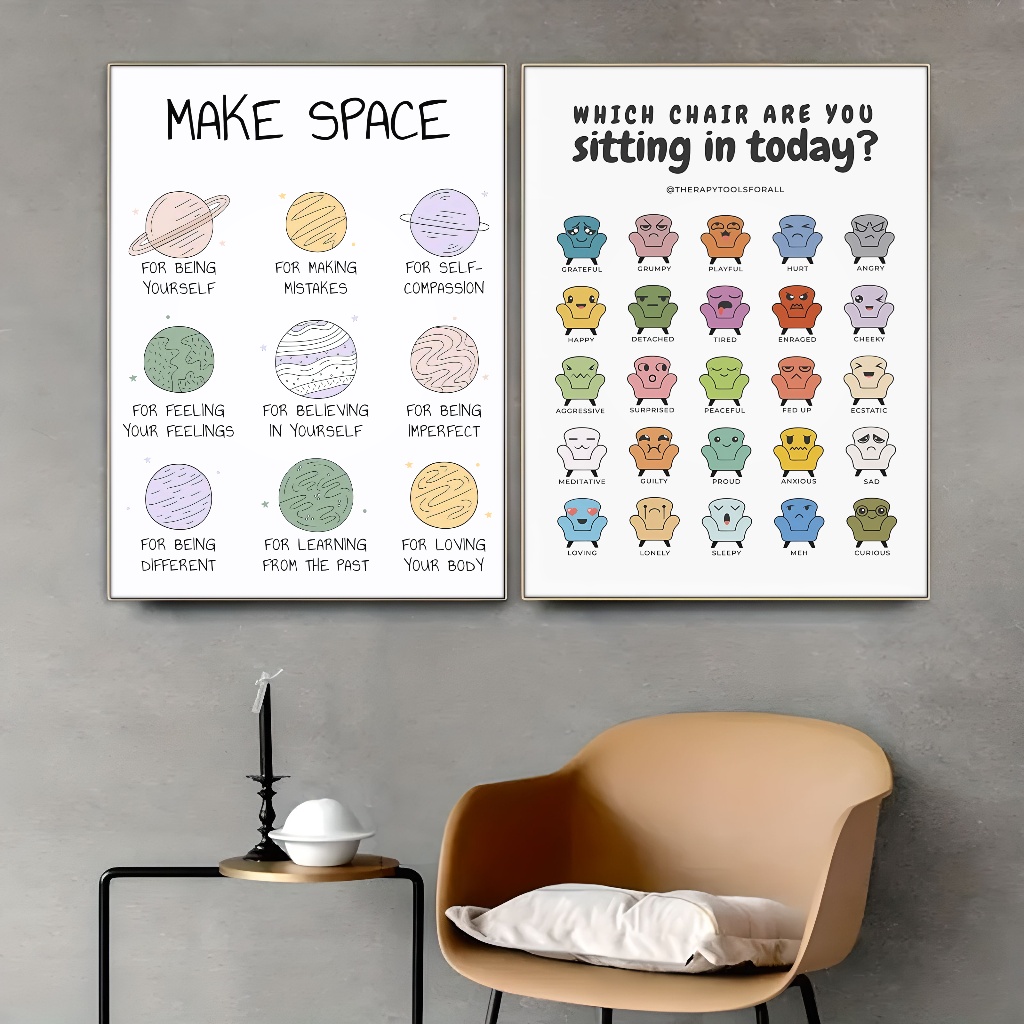 MAKE SPACE
FOR BEING
YOURSELF
FOR MAKING
MISTAKES
FOR SELF-
COMPASSION
FOR FEELING
YOUR FEELINGS
FOR BELIEVING
IN YOURSELF
FOR BEING
IMPERFECT
FOR BEING
DIFFERENT
FOR LEARNING
FROM THE PAST
FOR LOVING
YOUR BODY
WHICH CHAIR ARE YOU
sitting in today?
@THERAPYTOOLSFORALL
GRATEFUL GRUMPY PLAYFUL HURT ANGRY
HAPPY DETACHED TIRED ENRAGED CHEEKY
AGGRESSIVE SURPRISED PEACEFUL FED UP ECSTATIC
MEDITATIVE GUILTY PROUD ANXIOUS SAD
LOVING LONELY SLEEPY MEH CURIOUS